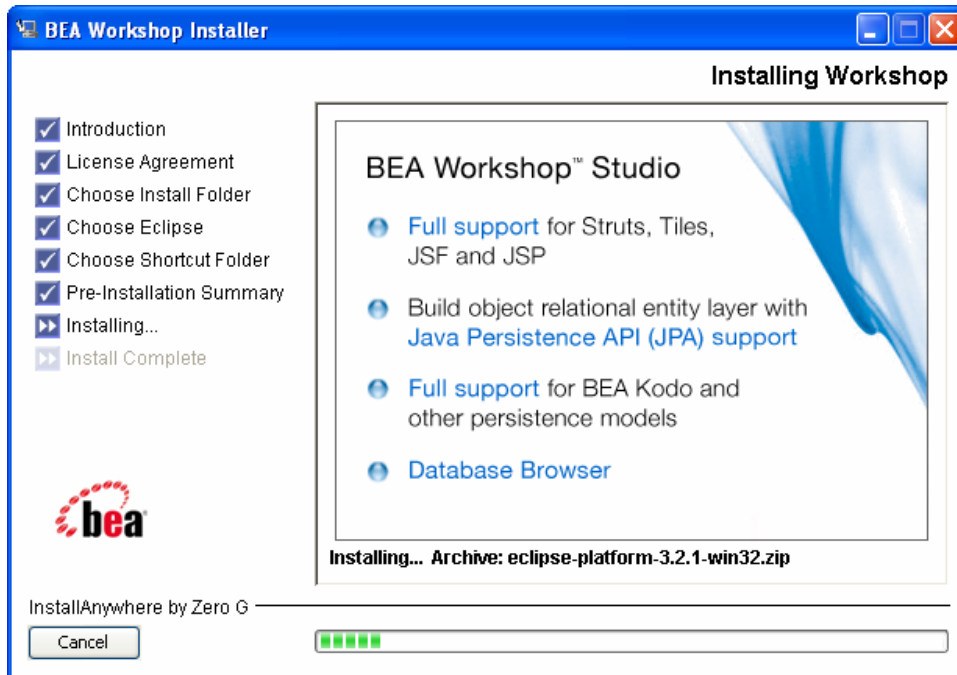 BEA Workshop Installer
Installing Workshop
Introduction
License Agreement
Choose Install Folder
Choose Eclipse
Choose Shortcut Folder
Pre-Installation Summary
Installing...
Install Complete
BEA Workshop™ Studio
Full support for Struts, Tiles,
JSF and JSP
Build object relational entity layer with
Java Persistence API (JPA) support
Full support for BEA Kodo and
other persistence models
Database Browser
bea
Installing... Archive: eclipse-platform-3.2.1-win32.zip
InstallAnywhere by Zero G
Cancel